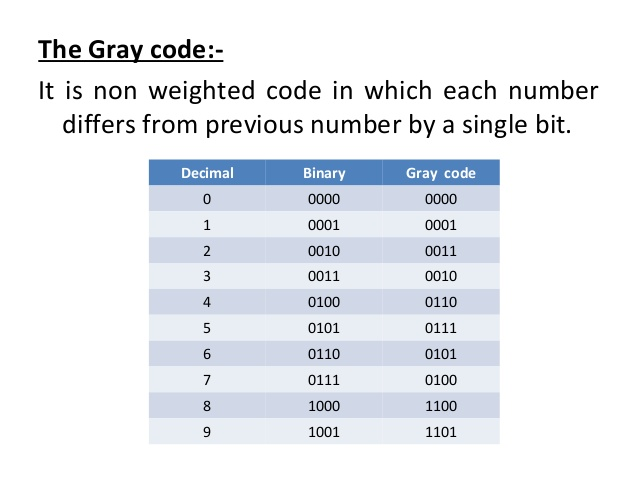 The Gray code:-
It is non weighted code in which each number
differs from previous number by a single bit.
Decimal Binary Gray code
0 0000 0000
1 0001 0001
2 0010 0011
3 0011 0010
4 0100 0110
5 0101 0111
6 0110 0101
7 0111 0100
8 1000 1100
9 1001 1101